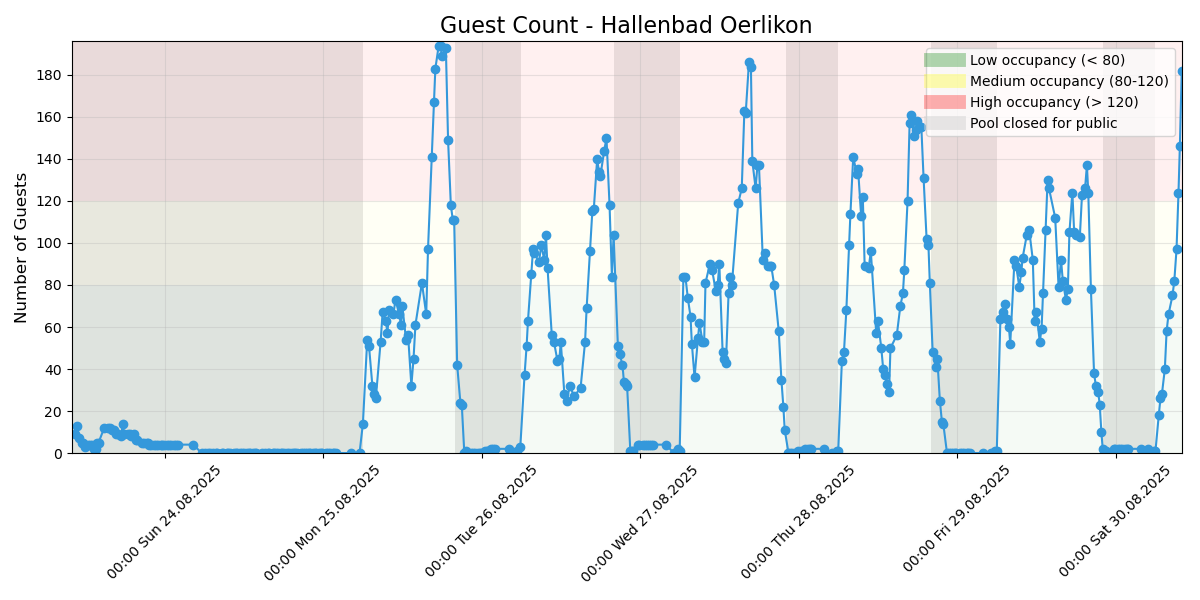 Guest Count - Hallenbad Oerlikon
Number of Guests
180
160
140
120
100
80
60
40
20
0
Low occupancy (< 80)
Medium occupancy (80-120)
High occupancy (> 120)
Pool closed for public
00:00 Sun 24.08.2025
00:00 Mon 25.08.2025
00:00 Tue 26.08.2025
00:00 Wed 27.08.2025
00:00 Thu 28.08.2025
00:00 Fri 29.08.2025
00:00 Sat 30.08.2025